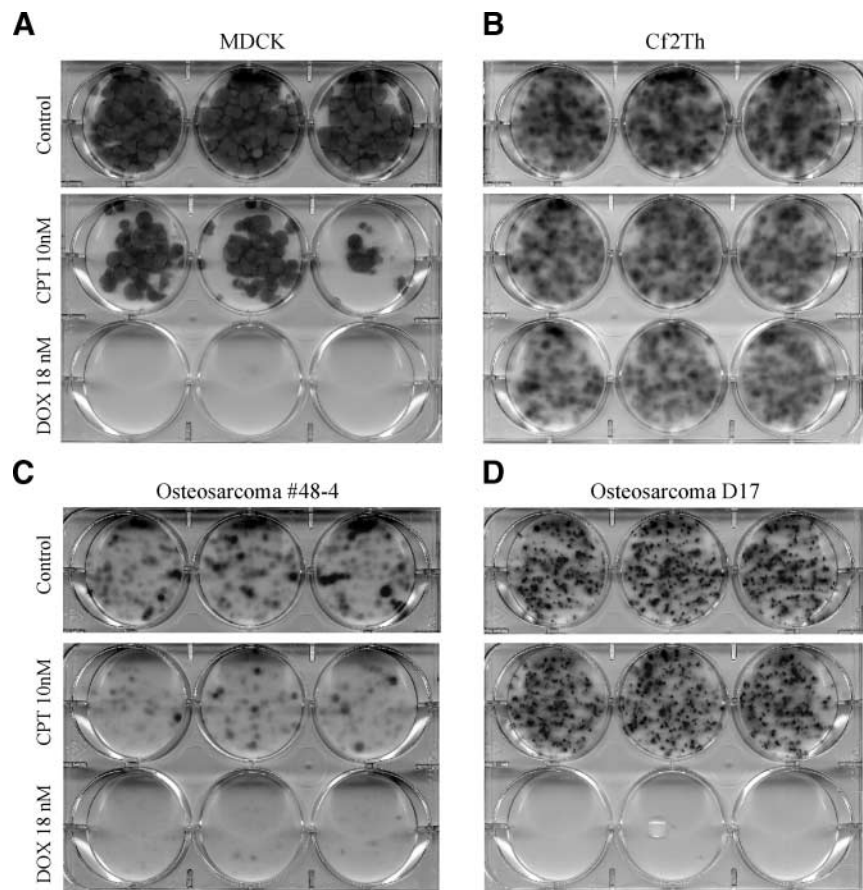 A
MDCK
Control
CPT 10nM
DOX 18 nM
B
Cf2Th
C
Osteosarcoma #48-4
Control
CPT 10nM
DOX 18 nM
D
Osteosarcoma D17